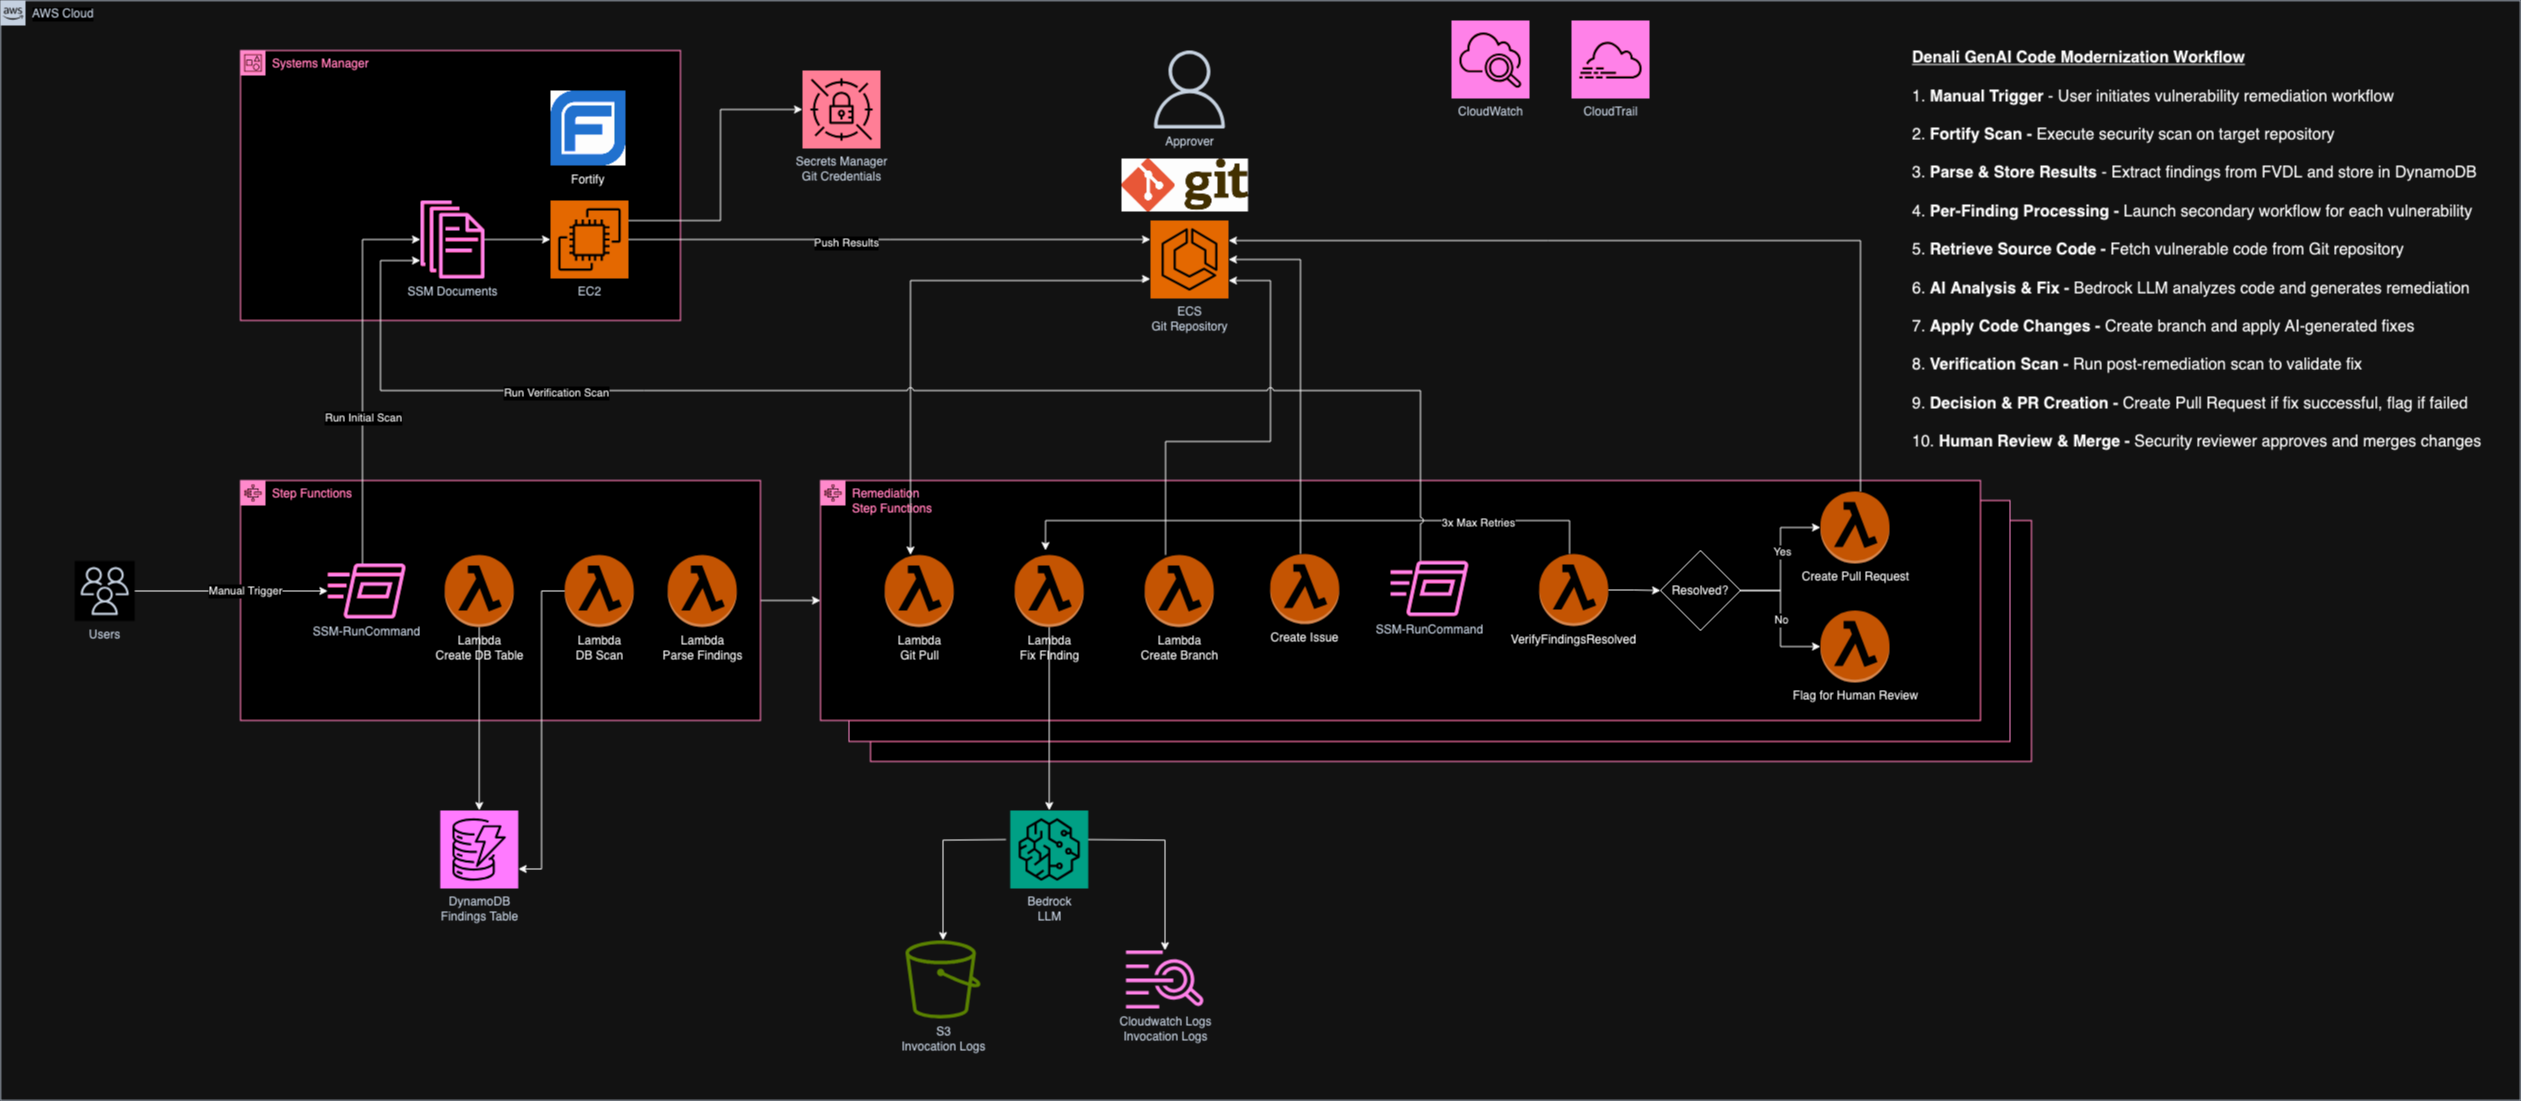 aws
AWS Cloud
Systems Manager
Fortify
SSM Documents
EC2
Secrets Manager
Git Credentials
Approver
git
ECS
Git Repository
CloudWatch
CloudTrail
Denali GenAI Code Modernization Workflow
1. Manual Trigger - User initiates vulnerability remediation workflow
2. Fortify Scan - Execute security scan on target repository
3. Parse & Store Results - Extract findings from FVDL and store in DynamoDB
4. Per-Finding Processing - Launch secondary workflow for each vulnerability
5. Retrieve Source Code - Fetch vulnerable code from Git repository
6. AI Analysis & Fix - Bedrock LLM analyzes code and generates remediation
7. Apply Code Changes - Create branch and apply AI-generated fixes
8. Verification Scan - Run post-remediation scan to validate fix
9. Decision & PR Creation - Create Pull Request if fix successful, flag if failed
10. Human Review & Merge - Security reviewer approves and merges changes
Push Results
Run Verification Scan
Run Initial Scan
Step Functions
Users
Manual Trigger
SSM-RunCommand
Lambda
Create DB Table
Lambda
DB Scan
Lambda
Parse Findings
Remediation
Step Functions
3x Max Retries
Lambda
Git Pull
Lambda
Fix FInding
Lambda
Create Branch
Create Issue
SSM-RunCommand
VerifyFindingsResolved
Resolved?
Yes
No
Create Pull Request
Flag for Human Review
DynamoDB
Findings Table
Bedrock
LLM
S3
Invocation Logs
Cloudwatch Logs
Invocation Logs